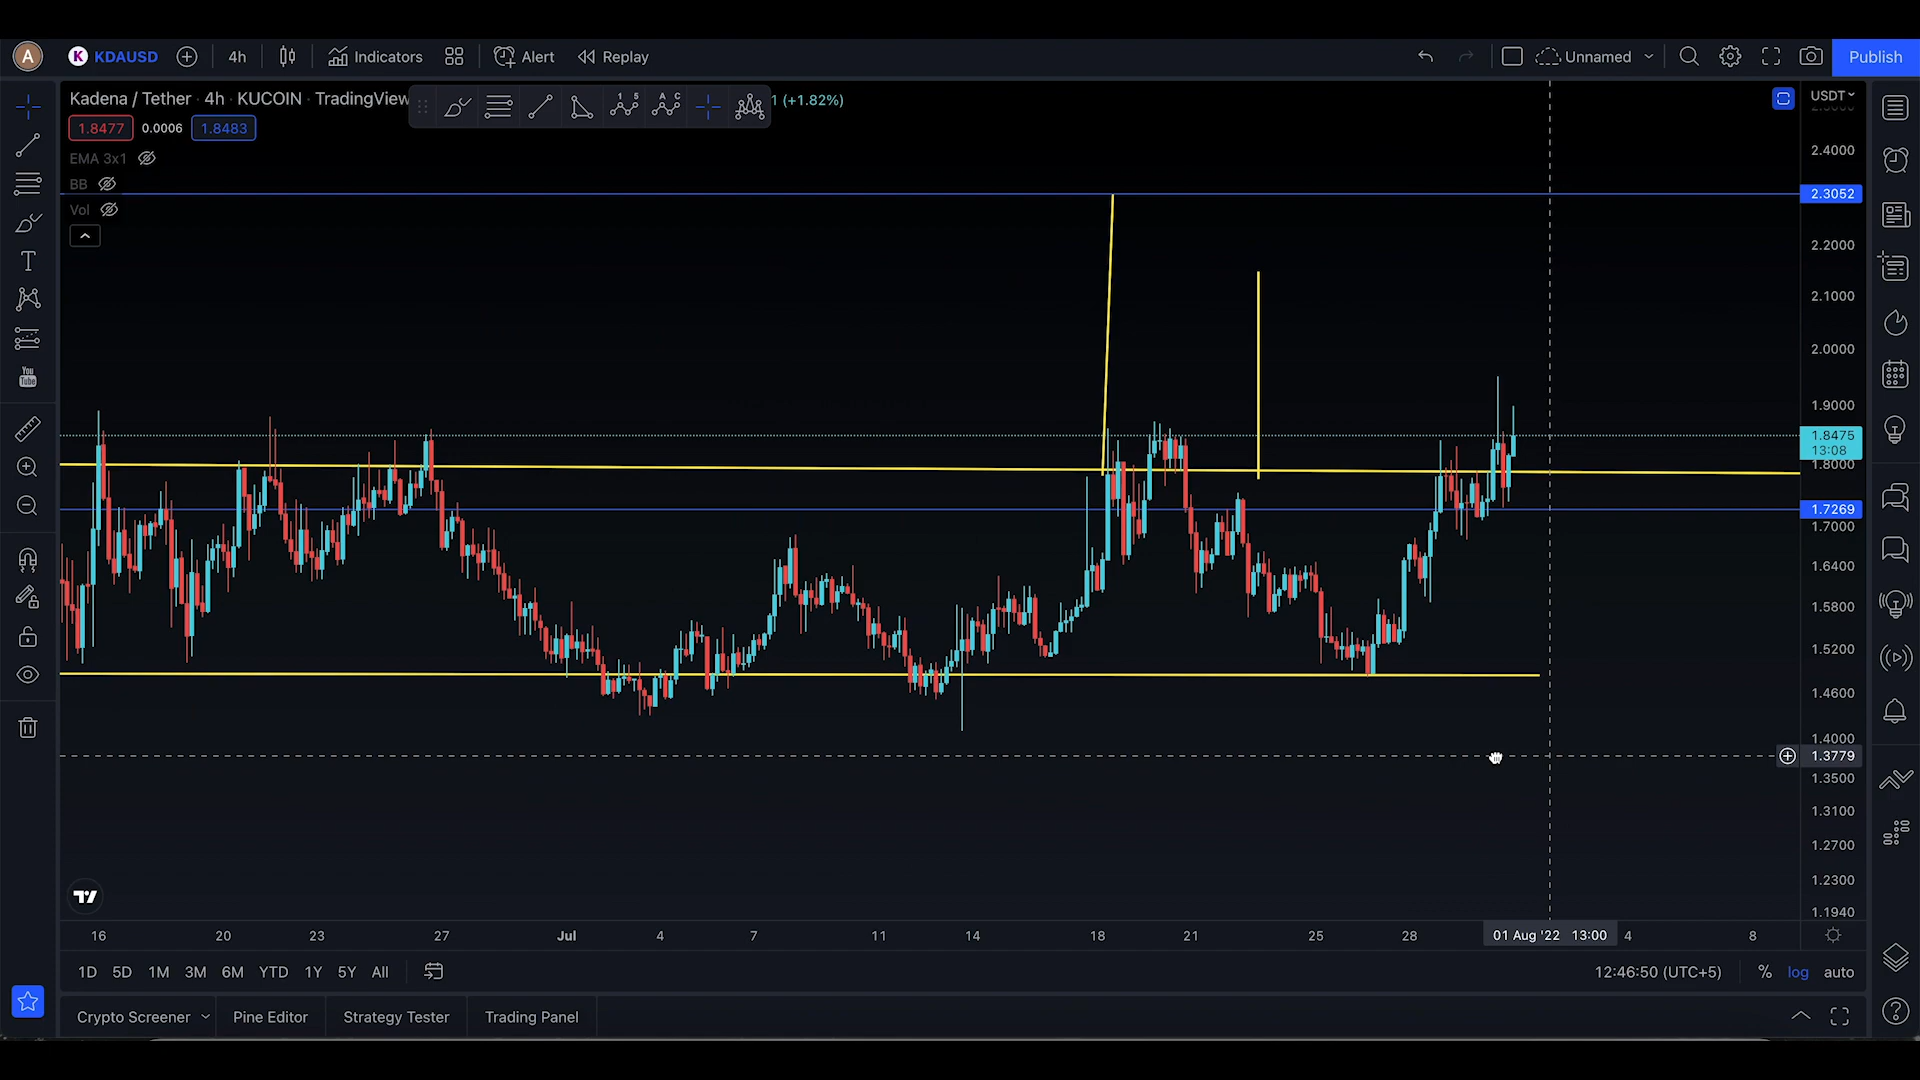 A
K KDAUSD
4h
Indicators
Alert
Replay
Unnamed
Publish
Kadena / Tether · 4h · KUCOIN · TradingView
1 (+1.82%)
USDT
1.8477 0.0006 1.8483
EMA 3x1
BB
Vol
1 5
A C
You
Tube
2.4000
2.3052
2.2000
2.1000
2.0000
1.9000
1.8475
13:08
1.8000
1.7269
1.7000
1.6400
1.5800
1.5200
1.4600
1.4000
1.3779
1.3500
1.3100
1.2700
1.2300
1.1940
16 20 23 27 Jul 4 7 11 14 18 21 25 28 01 Aug '22 13:00 4 8
1D 5D 1M 3M 6M YTD 1Y 5Y All
12:46:50 (UTC+5) % log auto
Crypto Screener Pine Editor Strategy Tester Trading Panel